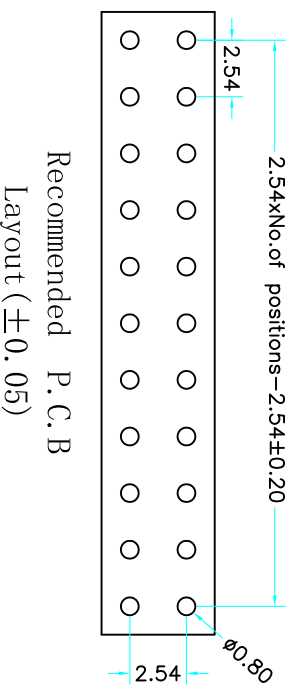 2.54xNo.of positions-2.54±0.20
2.54
ø0.80
2.54
Recommended P.C.B
Layout(±0.05)